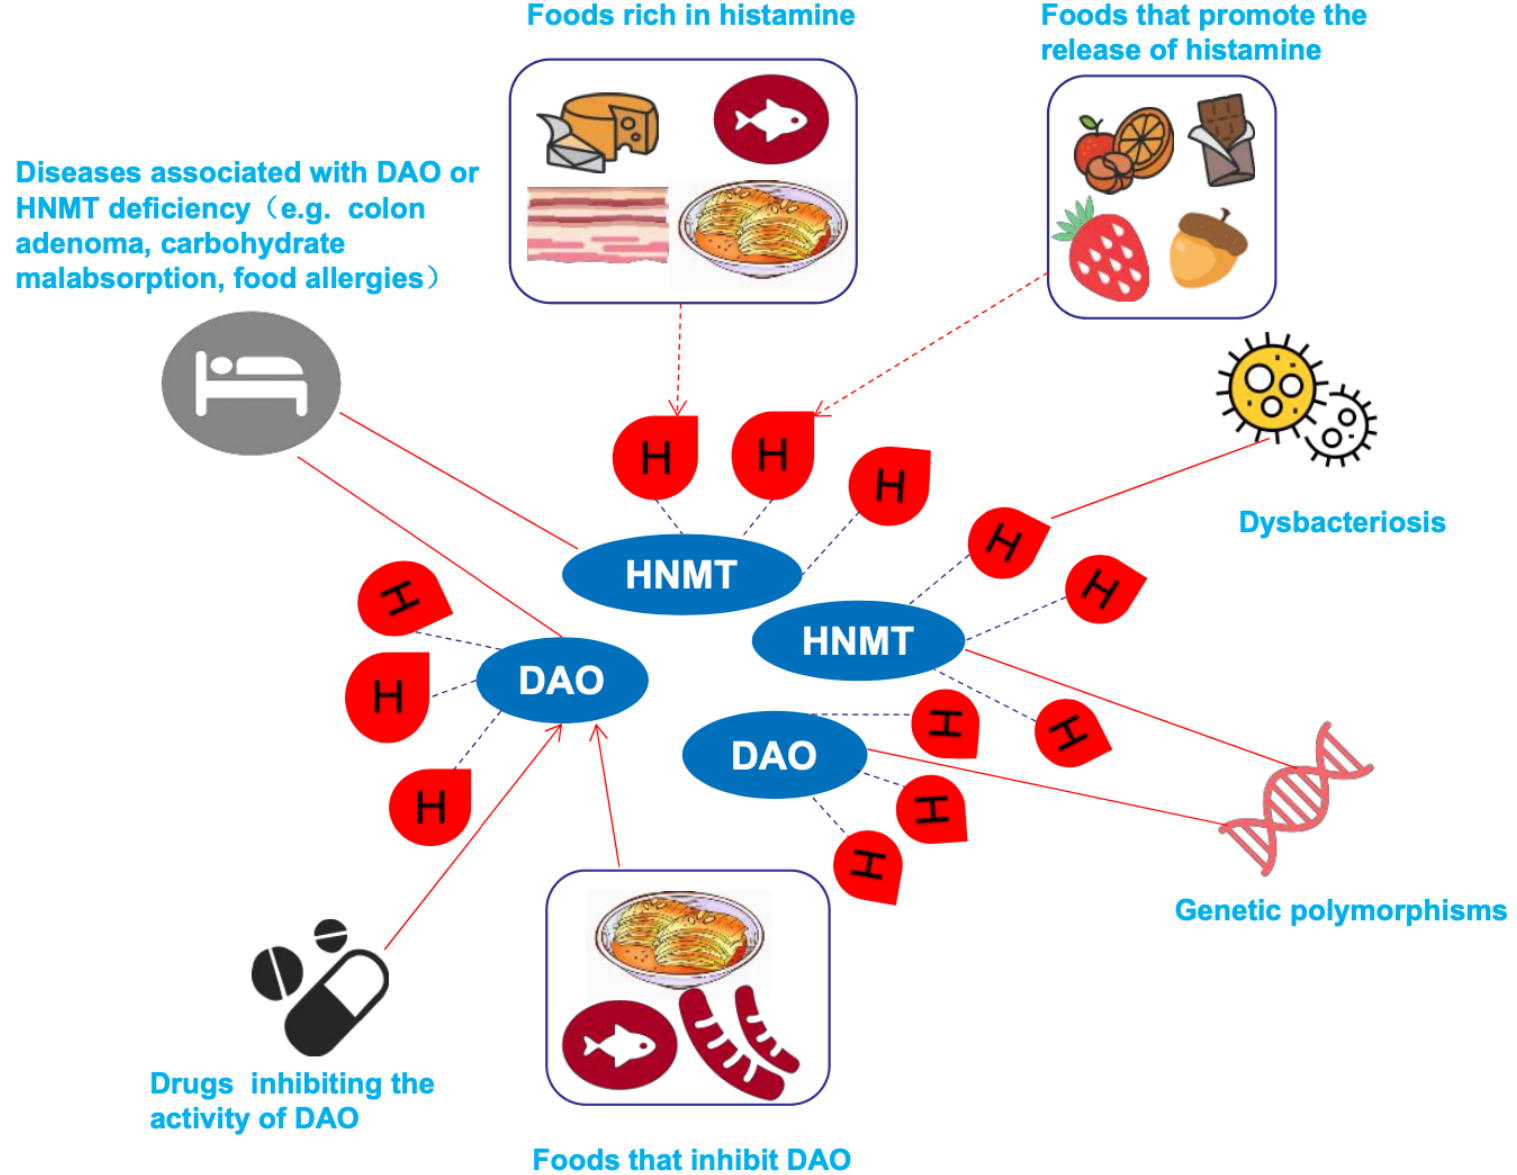 Foods rich in histamine
Foods that promote the
release of histamine
Diseases associated with DAO or
HNMT deficiency（e.g. colon
adenoma, carbohydrate
malabsorption, food allergies）
H
H
H
H
H
HNMT
HNMT
H
H
H
DAO
DAO
H
H
H
H
Dysbacteriosis
Genetic polymorphisms
Drugs inhibiting the
activity of DAO
Foods that inhibit DAO